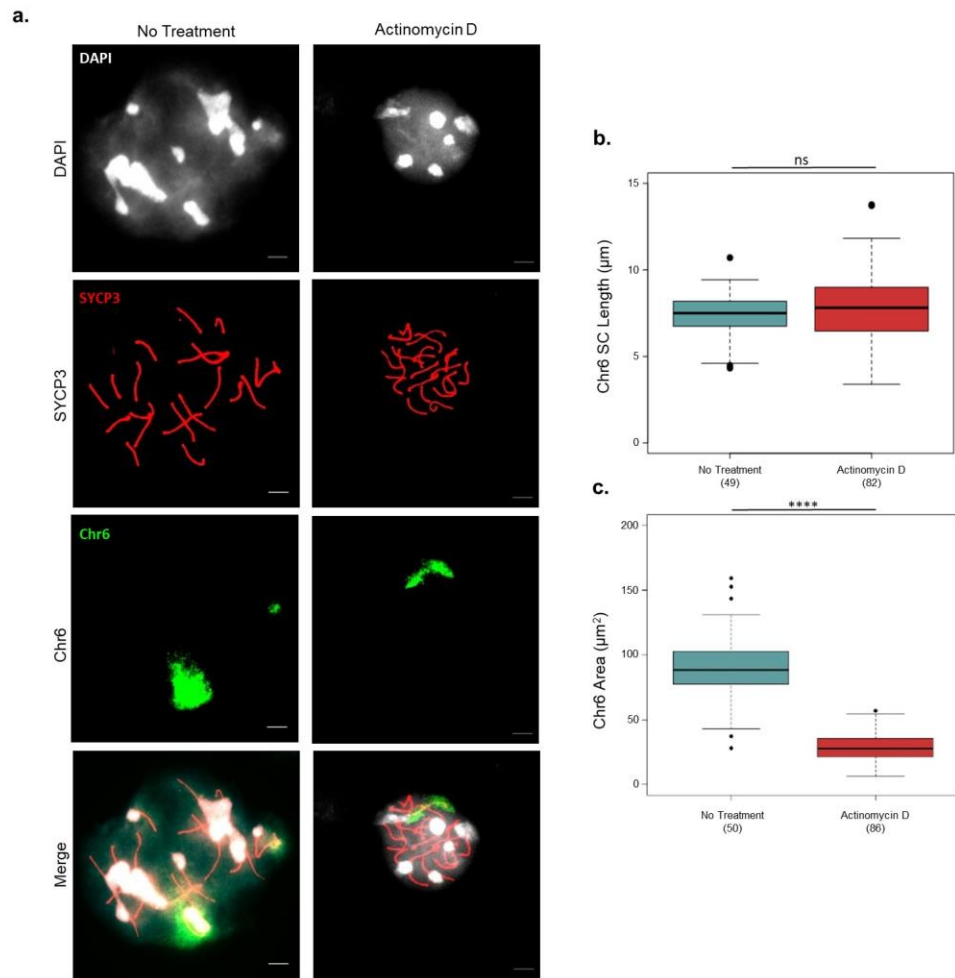 a.
No Treatment
Actinomycin D
DAPI
DAPI
SYCP3
SYCP3
Chr6
Chr6
Merge
b.
ns
Chr6 SC Length (µm)
15
10
5
0
No Treatment
(49)
Actinomycin D
(82)
c.
****
Chr6 Area (µm²)
200
150
100
50
0
No Treatment
(50)
Actinomycin D
(86)